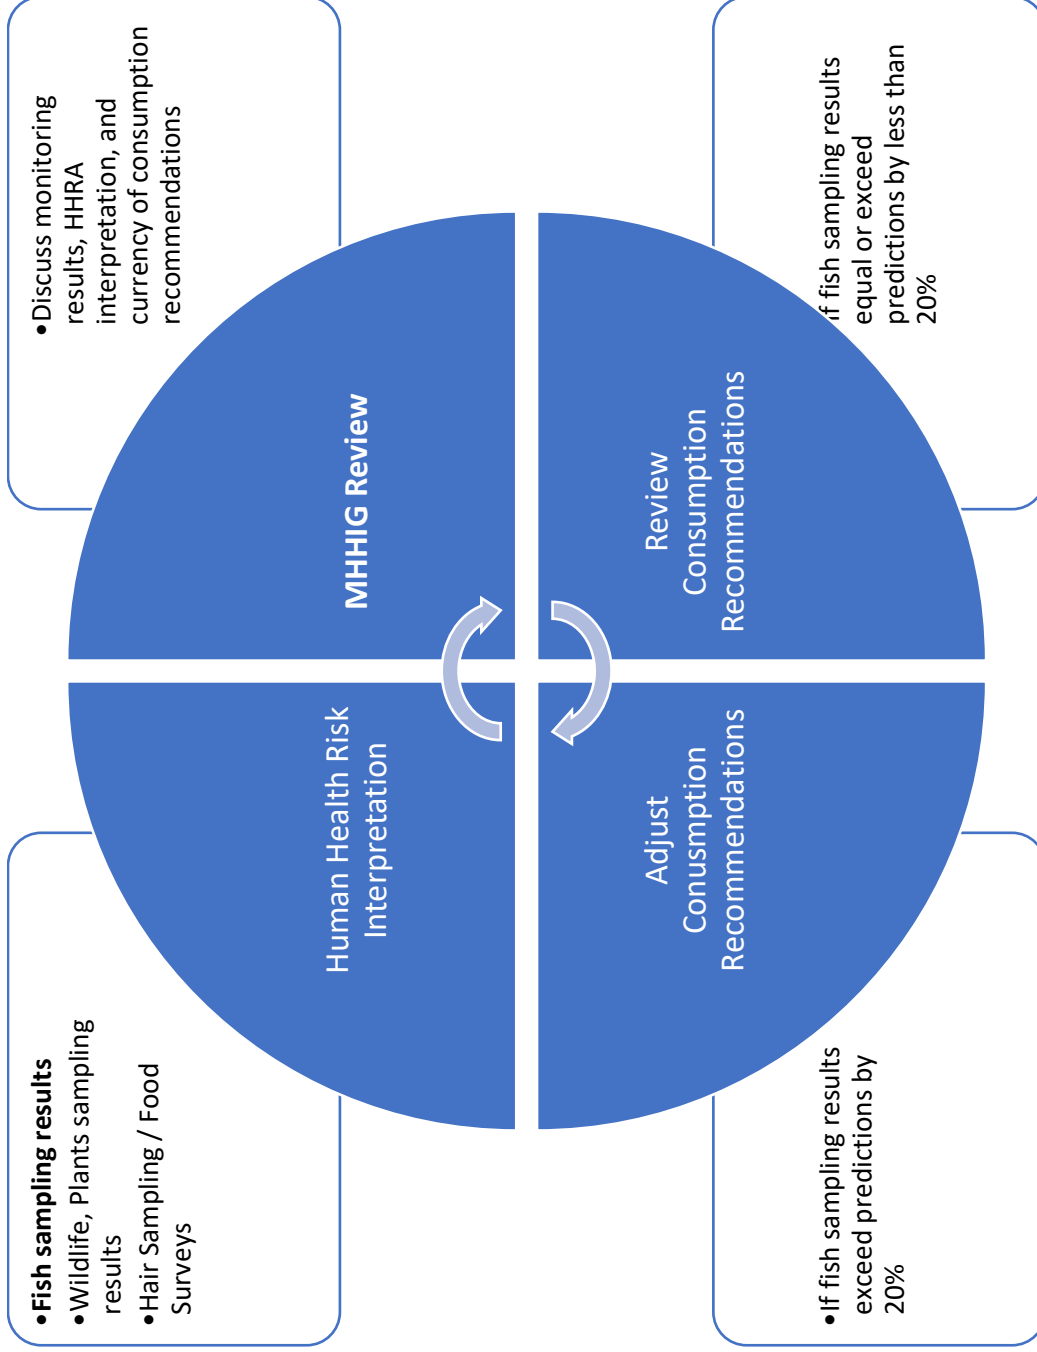 •Fish sampling results
•Wildlife, Plants sampling
results
•Hair Sampling / Food
Surveys
Human Health Risk
Interpretation
•Discuss monitoring
results, HHRA
interpretation, and
currency of consumption
recommendations
MHHIG Review
•If fish sampling results
exceed predictions by
20%
Adjust
Conusmption
Recommendations
Review
Consumption
Recommendations
If fish sampling results
equal or exceed
predictions by less than
20%